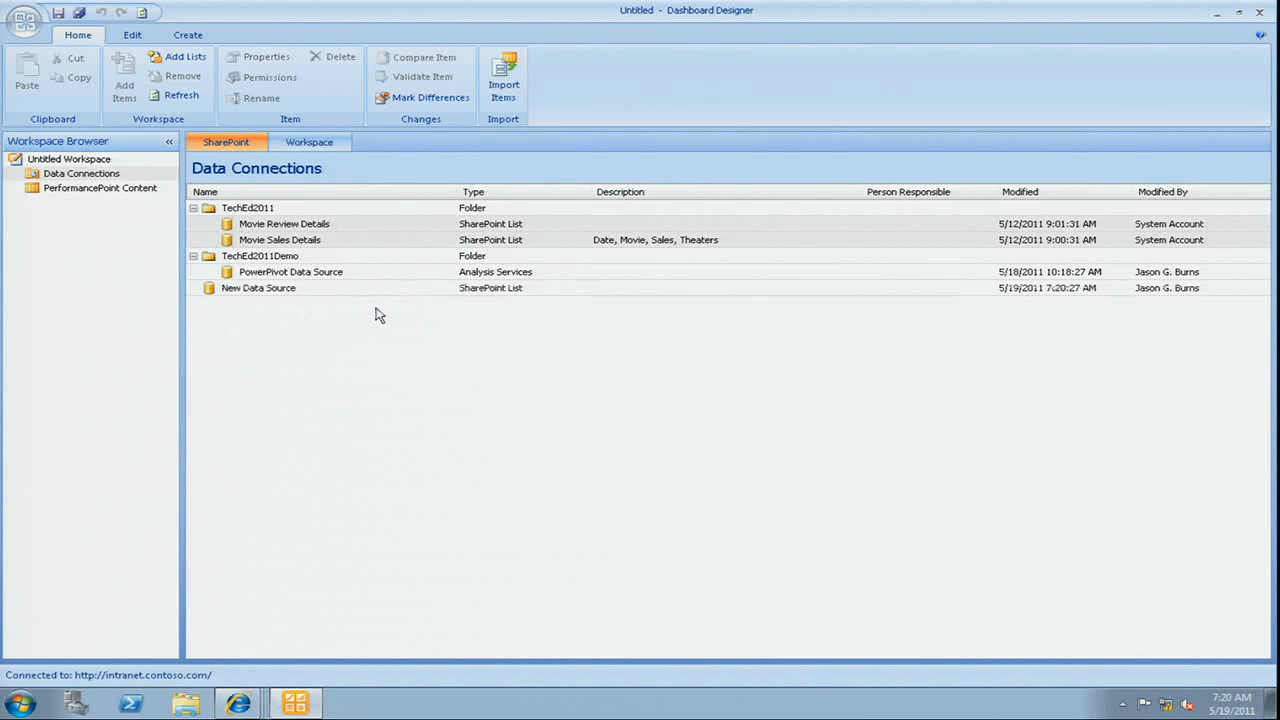 Untitled - Dashboard Designer
Home Edit Create
Paste Cut Copy Clipboard
Add Items Add Lists Remove Refresh Workspace
Properties Delete Permissions Rename Item
Compare Item Validate Item Mark Differences Changes
Import Items Import
Workspace Browser «
Untitled Workspace
Data Connections
PerformancePoint Content
SharePoint Workspace
Data Connections
Name Type Description Person Responsible Modified Modified By
TechEd2011 Folder
Movie Review Details SharePoint List 5/12/2011 9:01:31 AM System Account
Movie Sales Details SharePoint List Date, Movie, Sales, Theaters 5/12/2011 9:00:31 AM System Account
TechEd2011Demo Folder
PowerPivot Data Source Analysis Services 5/18/2011 10:18:27 AM Jason G. Burns
New Data Source SharePoint List 5/19/2011 7:20:27 AM Jason G. Burns
Connected to: http://intranet.contoso.com/
7:20 AM
5/19/2011